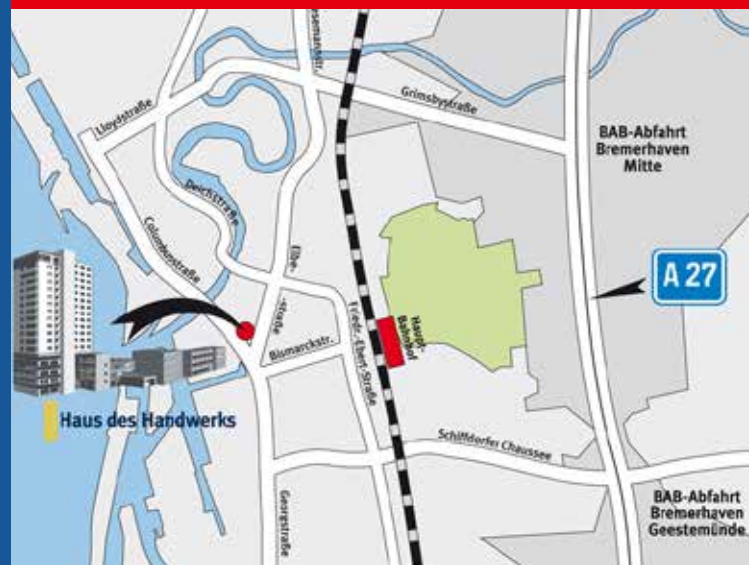 esemannstr.
Lloydstraße
Grimsbystraße
BAB-Abfahrt
Bremerhaven
Mitte
Deichstraße
Columbusstraße
A 27
Elbe-
-straße
Haupt-
Bahnhof
Friedr.-Ebert-Straße
Bismarckstr.
Haus des Handwerks
Schiffdorfer Chaussee
Georgstraße
BAB-Abfahrt
Bremerhaven
Geestemünde